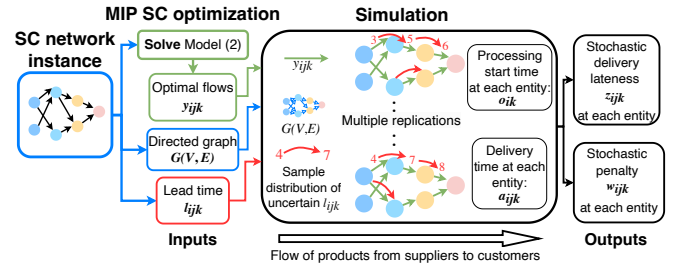 MIP SC optimization
Simulation
SC network
instance
Solve Model (2)
Optimal flows
yijk
Directed graph
G(V,E)
Lead time
lijk
Inputs
yijk
G(V,E)
4 7
Sample
distribution of
uncertain lijk
3 5 6
Multiple replications
4 7 8
Processing
start time
at each entity:
oik
Delivery
time at each
entity:
aijk
Flow of products from suppliers to customers
Stochastic
delivery
lateness
zijk
at each entity
Stochastic
penalty
wijk
at each entity
Outputs